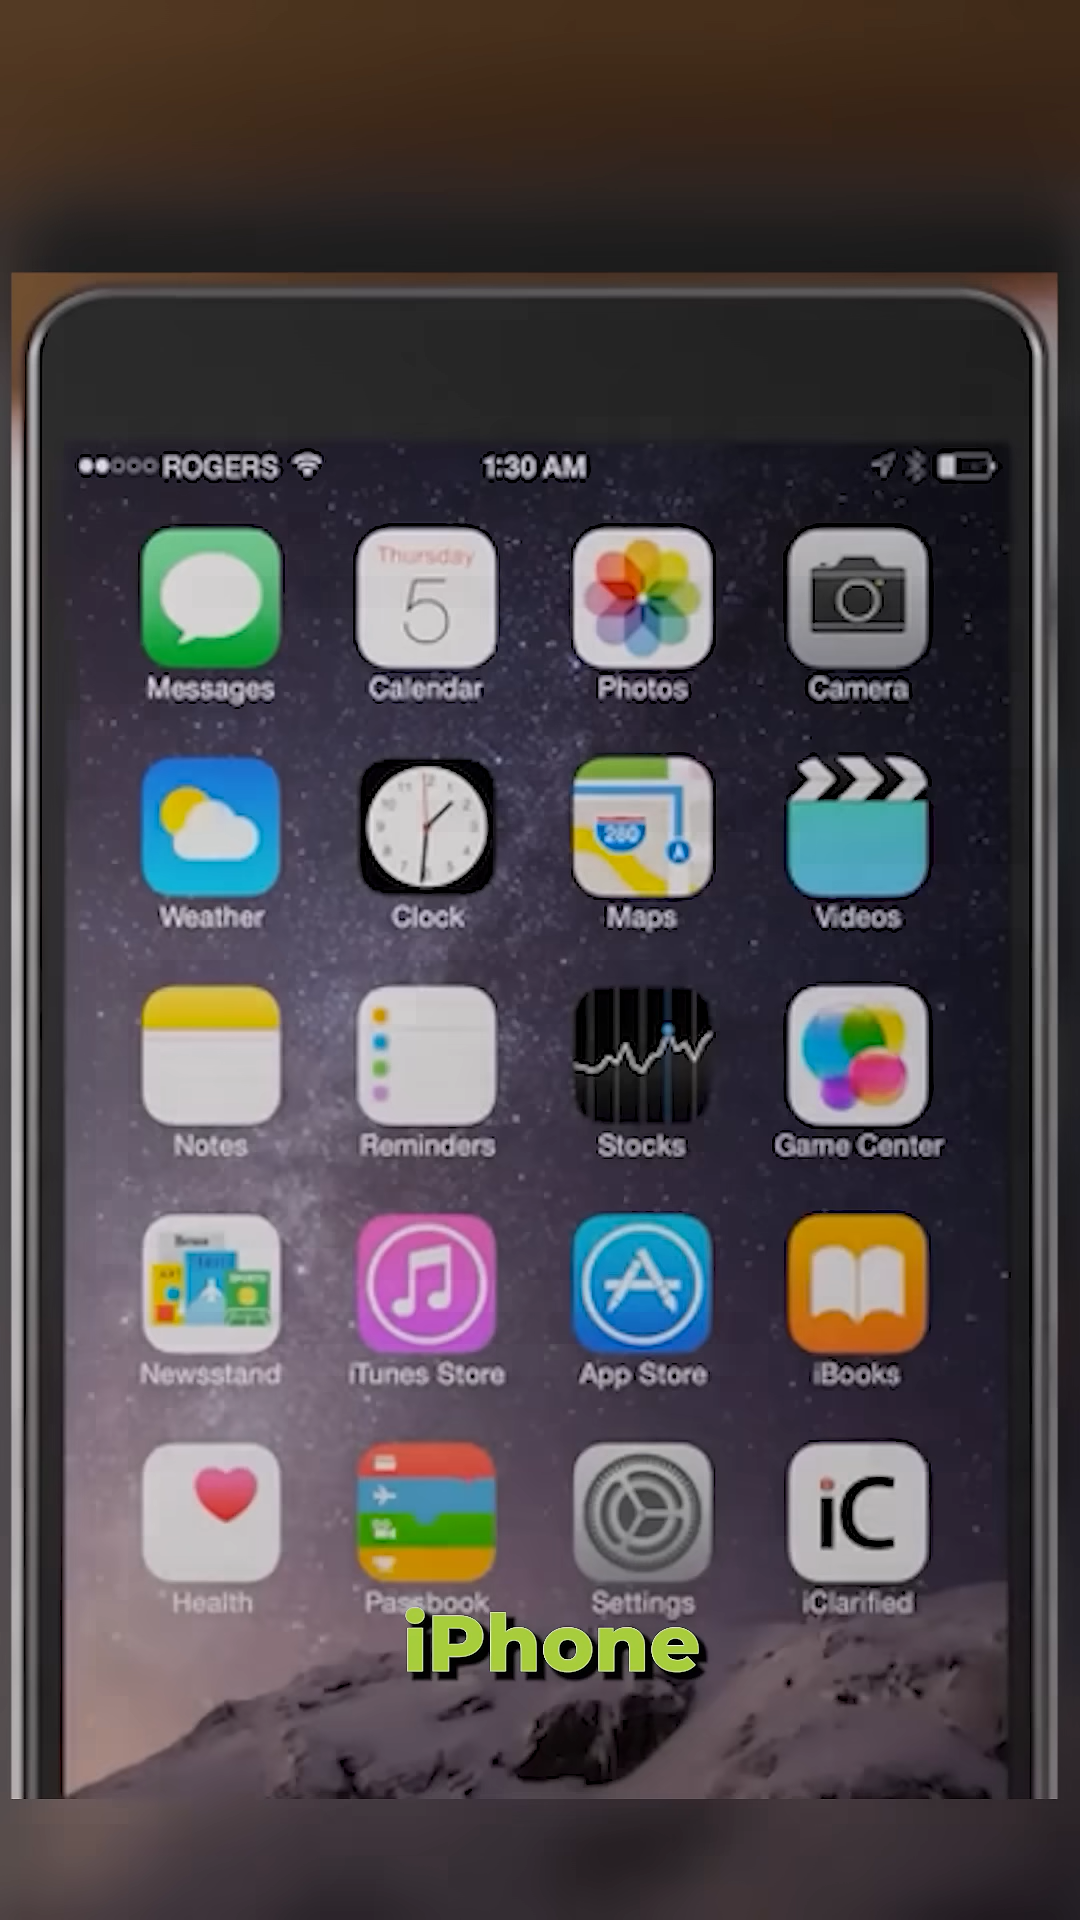 ROGERS 1:30 AM
Thursday
5
Messages Calendar Photos Camera
280
Weather Clock Maps Videos
Notes Reminders Stocks Game Center
SPORTS
Newsstand iTunes Store App Store iBooks
iC
Health Passbook Settings iClarified
iPhone